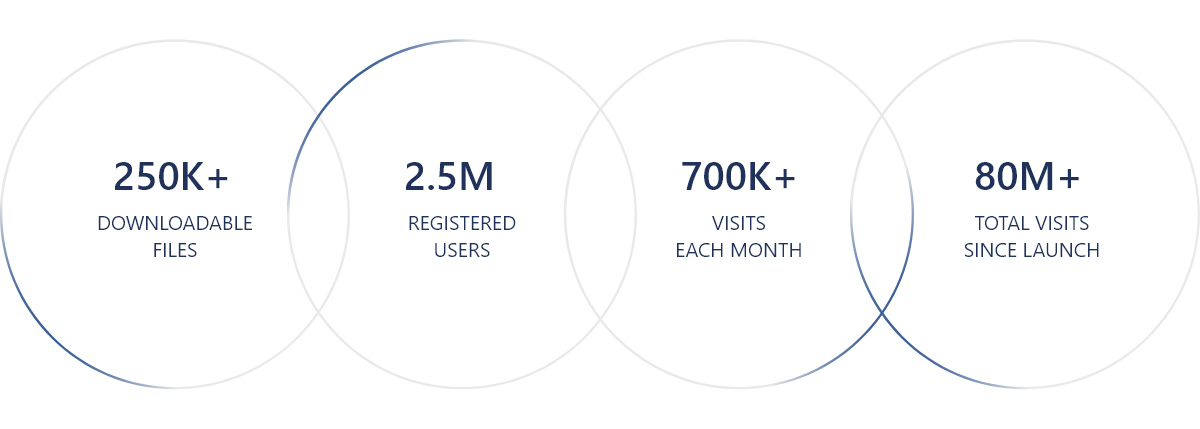 250K+
DOWNLOADABLE
FILES
2.5M
REGISTERED
USERS
700K+
VISITS
EACH MONTH
80M+
TOTAL VISITS
SINCE LAUNCH